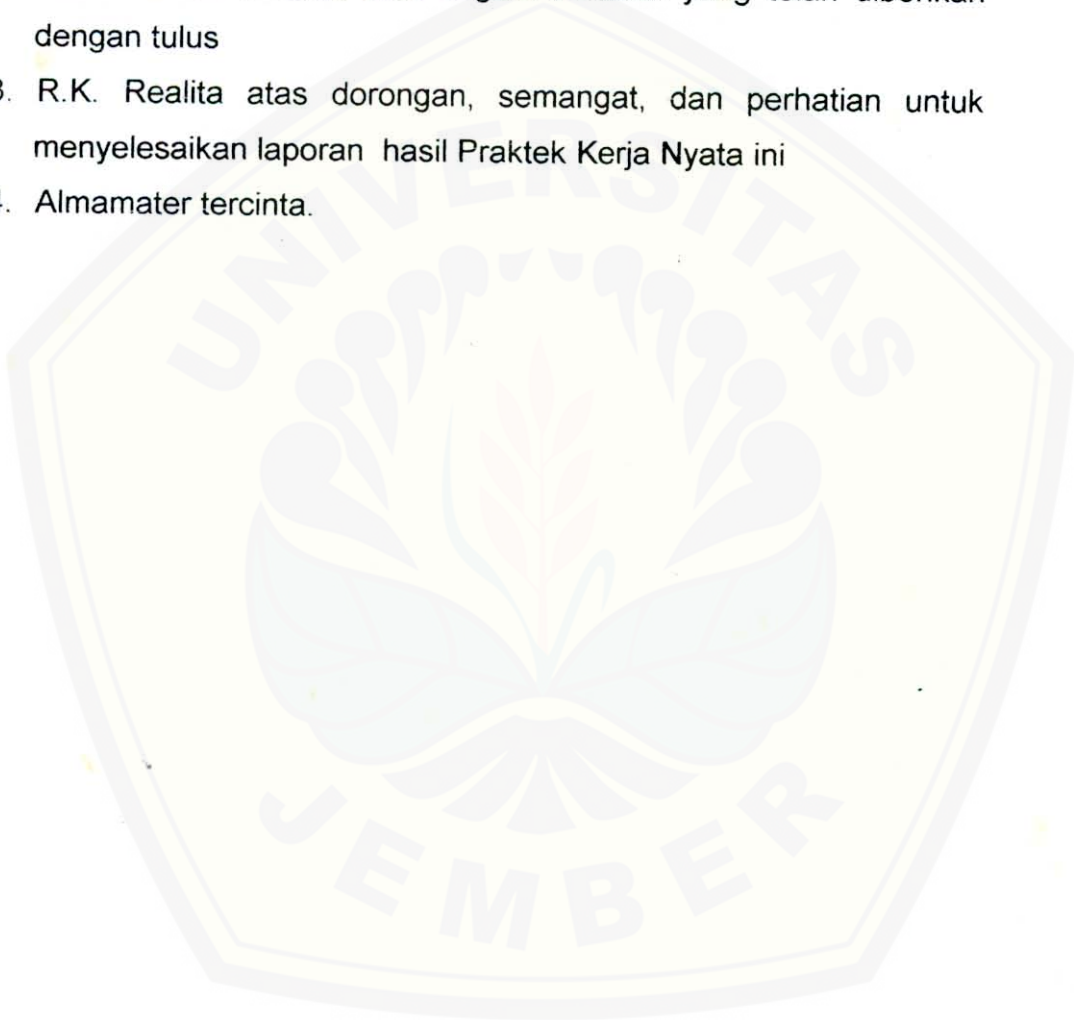 dengan tulus
3. R.K. Realita atas dorongan, semangat, dan perhatian untuk
menyelesaikan laporan hasil Praktek Kerja Nyata ini
. Almamater tercinta.
UNIVERSITAS
JEMBER